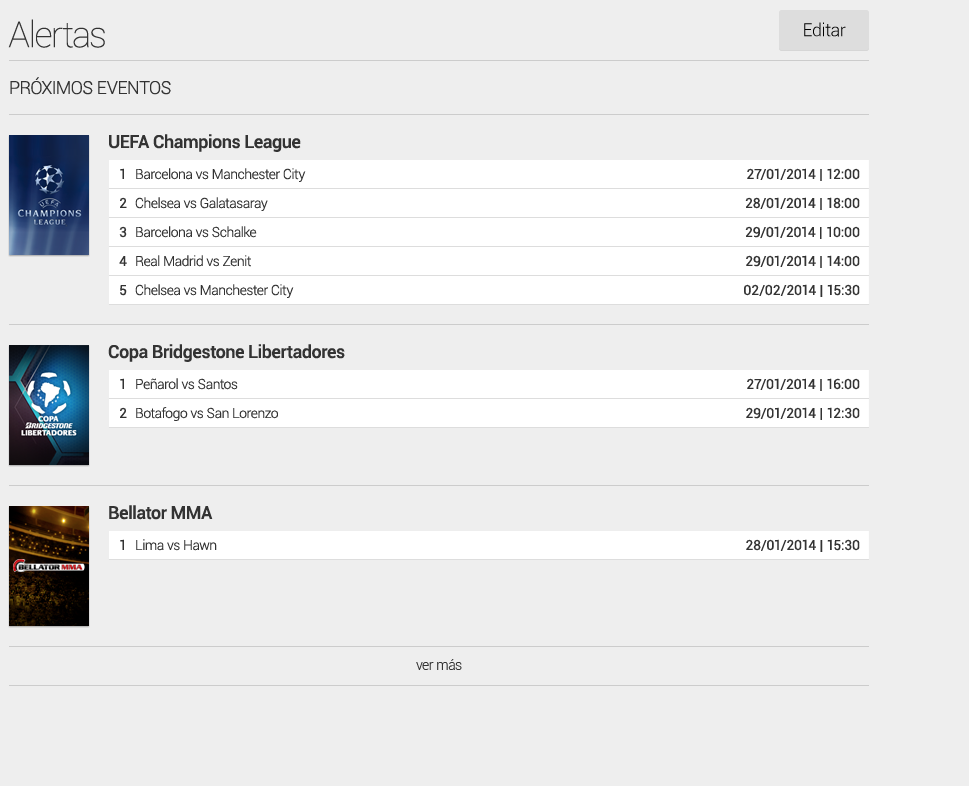 Alertas
Editar
PRÓXIMOS EVENTOS
UEFA Champions League
UEFA
CHAMPIONS
LEAGUE
1 Barcelona vs Manchester City 27/01/2014 | 12:00
2 Chelsea vs Galatasaray 28/01/2014 | 18:00
3 Barcelona vs Schalke 29/01/2014 | 10:00
4 Real Madrid vs Zenit 29/01/2014 | 14:00
5 Chelsea vs Manchester City 02/02/2014 | 15:30
Copa Bridgestone Libertadores
COPA
BRIDGESTONE
LIBERTADORES
1 Peñarol vs Santos 27/01/2014 | 16:00
2 Botafogo vs San Lorenzo 29/01/2014 | 12:30
Bellator MMA
BELLATOR MMA
1 Lima vs Hawn 28/01/2014 | 15:30
ver más